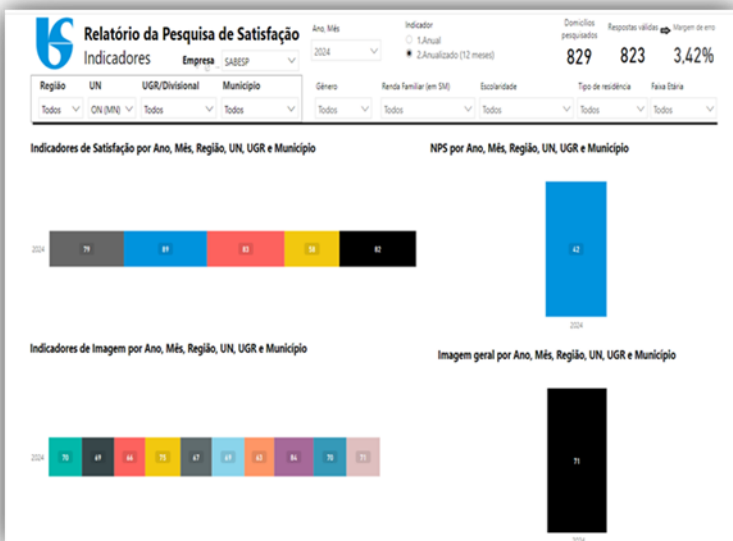 Relatório da Pesquisa de Satisfação
Indicadores
Empresa SABESP
Ano, Mês
2024
Indicador
1.Anual
2.Anualizado (12 meses)
Domicílios pesquisados
829
Respostas válidas
823
Margem de erro
3,42%
Região UN UGR/Divisional Município
Todos ON (MN) Todos Todos
Gênero Renda Familiar (em SM) Escolaridade Tipo de residência Faixa Etária
Todos Todos Todos Todos Todos
Indicadores de Satisfação por Ano, Mês, Região, UN, UGR e Município
2024 79 89 83 58 82
NPS por Ano, Mês, Região, UN, UGR e Município
42
2024
Indicadores de Imagem por Ano, Mês, Região, UN, UGR e Município
2024 70 69 66 75 67 69 63 84 70 71
Imagem geral por Ano, Mês, Região, UN, UGR e Município
71
2024